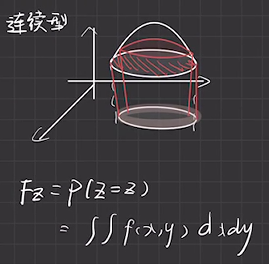 连续型
Fz = P(Z=z)
= ∫∫ f(x,y) dxdy